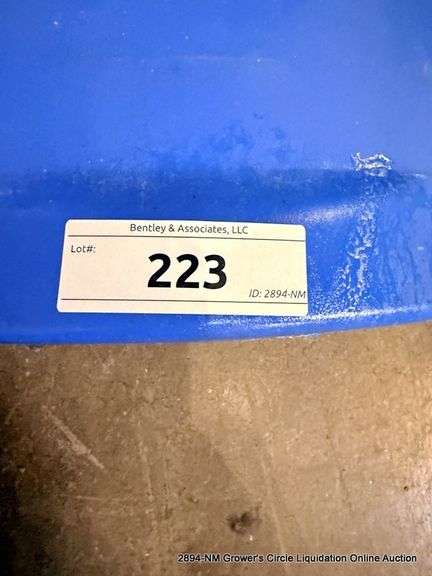 Bentley & Associates, LLC
Lot#:
223
ID: 2894-NM
2894-NM Grower's Circle Liquidation Online Auction